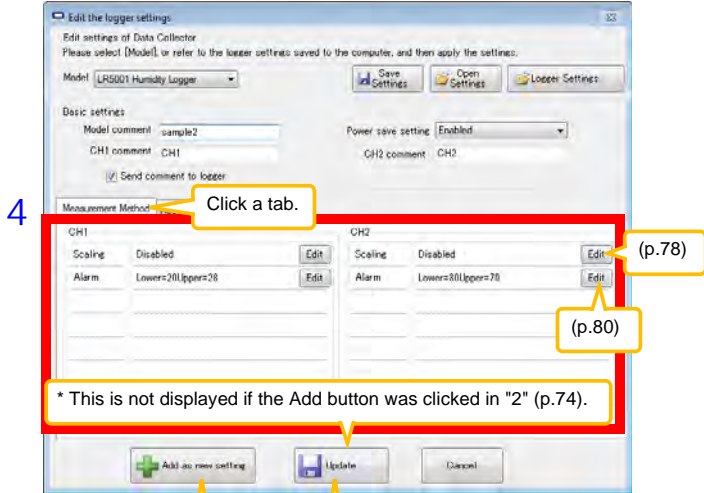 Edit the logger settings
Edit settings of Data Collector
Please select [Model], or refer to the logger settings saved to the computer, and then apply the settings.
Model LR5001 Humidity Logger
Save Settings
Open Settings
Logger Settings
Basic settings
Model comment sample2
Power save setting Enabled
CH1 comment CH1
CH2 comment CH2
Send comment to logger
4
Measurement Method
Click a tab.
CH1
CH2
Scaling Disabled Edit
Scaling Disabled Edit
(p.78)
Alarm Lower=20Upper=28 Edit
Alarm Lower=80Upper=70 Edit
(p.80)
* This is not displayed if the Add button was clicked in "2" (p.74).
Add as new setting
Update
Cancel